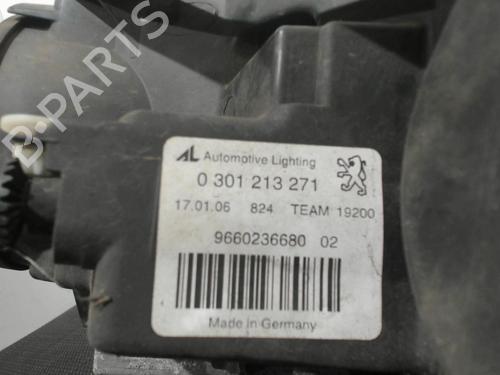 B-PARTS
AL Automotive Lighting
0 301 213 271
17.01.06 824 TEAM 19200
9660236680 02
Made in Germany